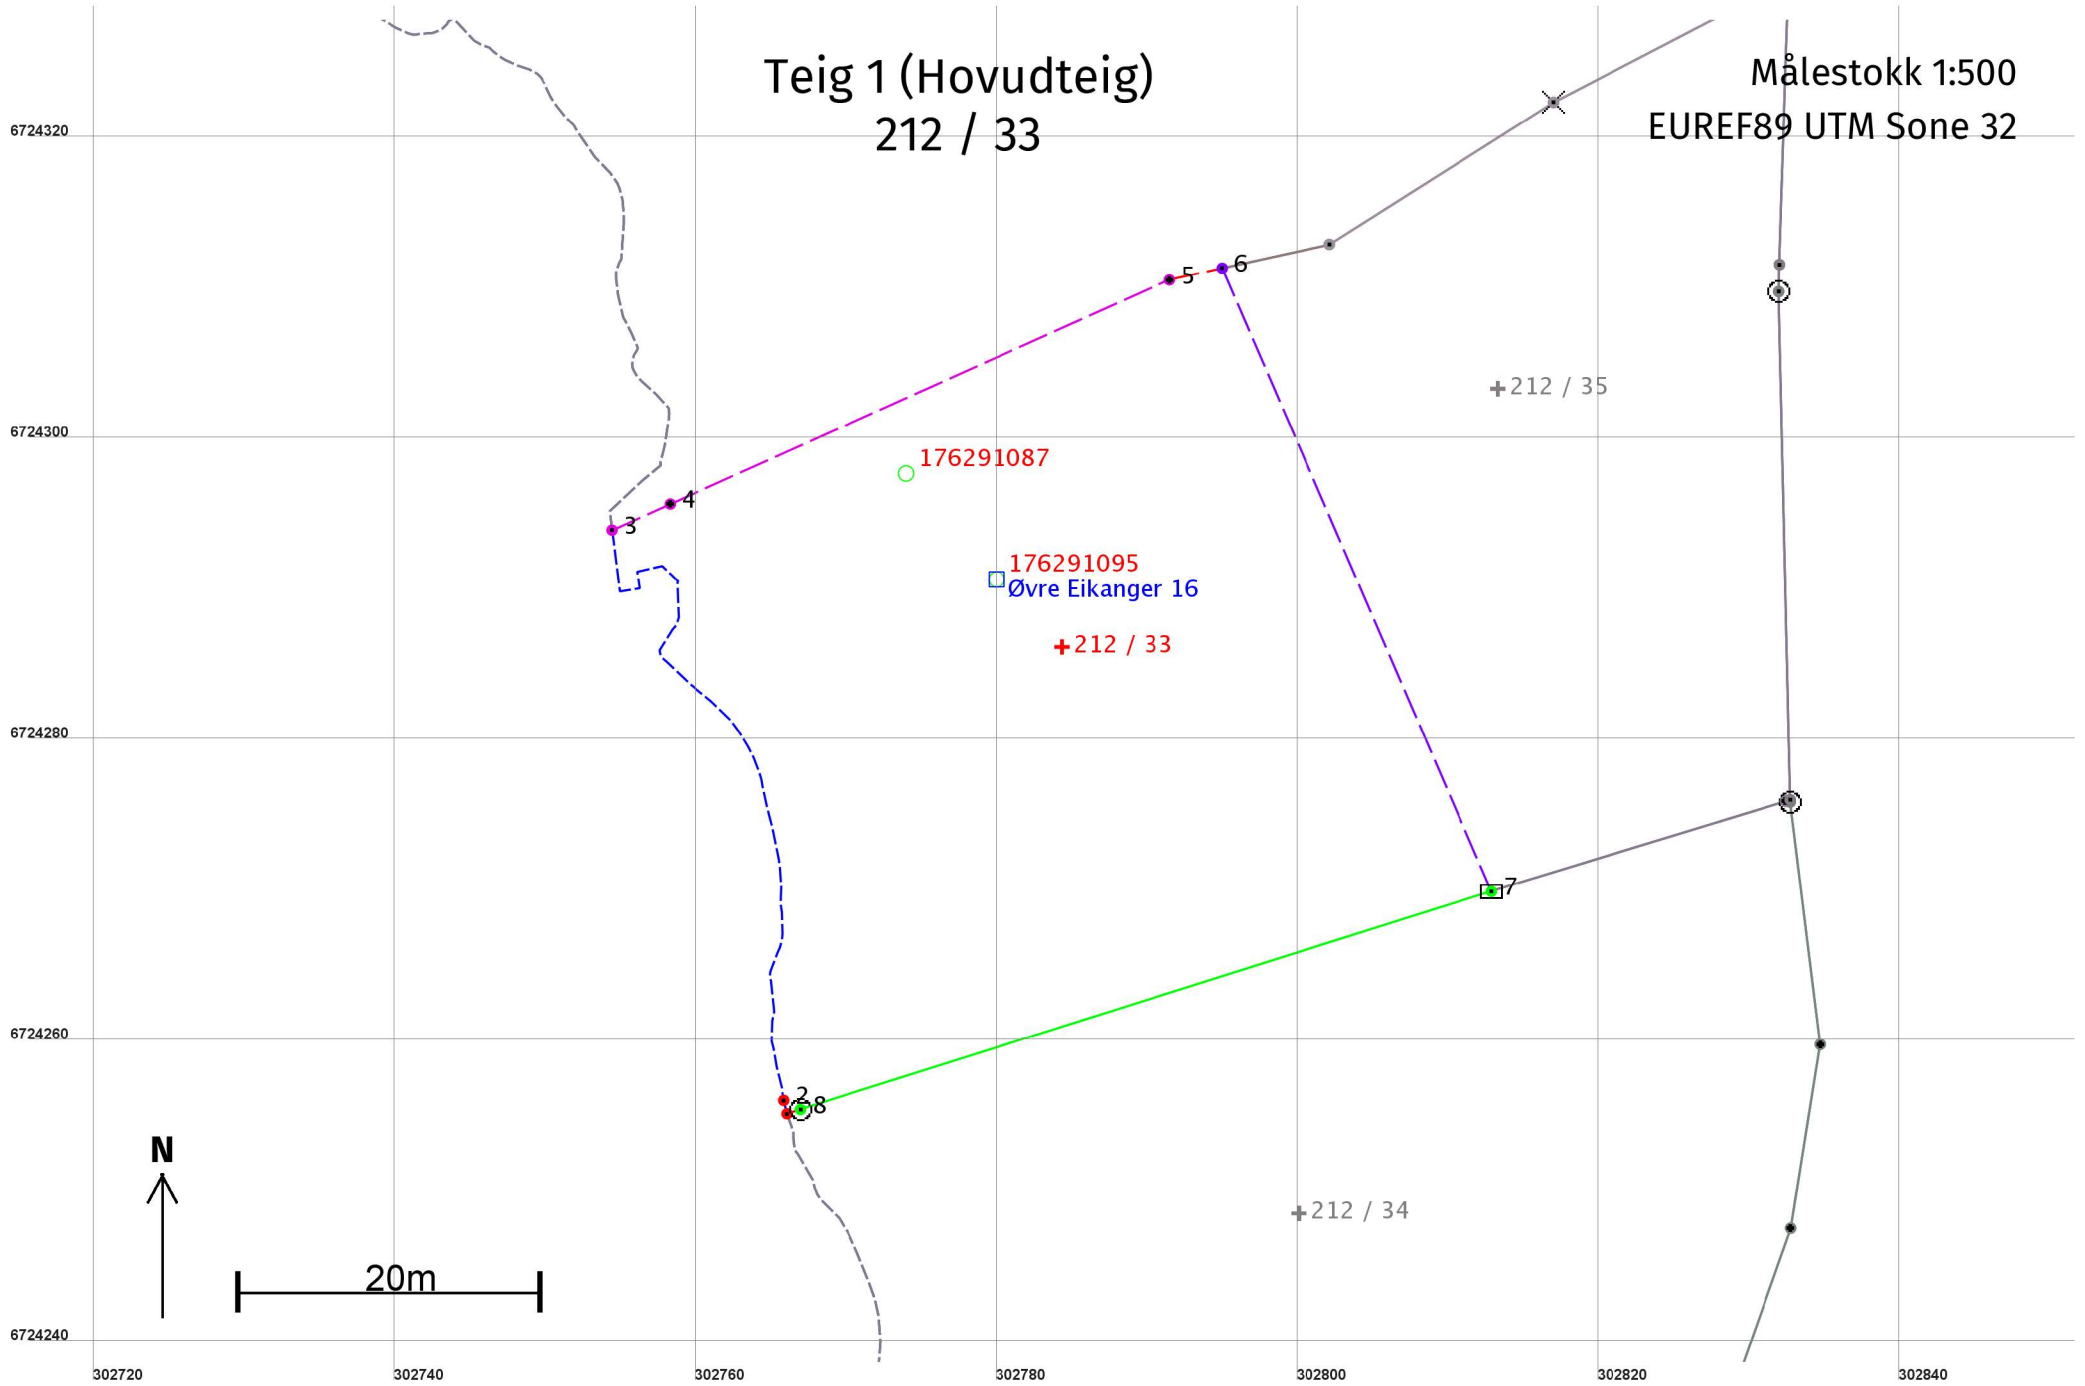 Teig 1 (Hovudteig)
212 / 33
Målestokk 1:500
EUREF89 UTM Sone 32
6724320
6
5
212 / 35
6724300
176291087
4
3
176291095
Øvre Eikanger 16
212 / 33
6724280
7
6724260
2
8
N
212 / 34
20m
6724240
302720
302740
302760
302780
302800
302820
302840